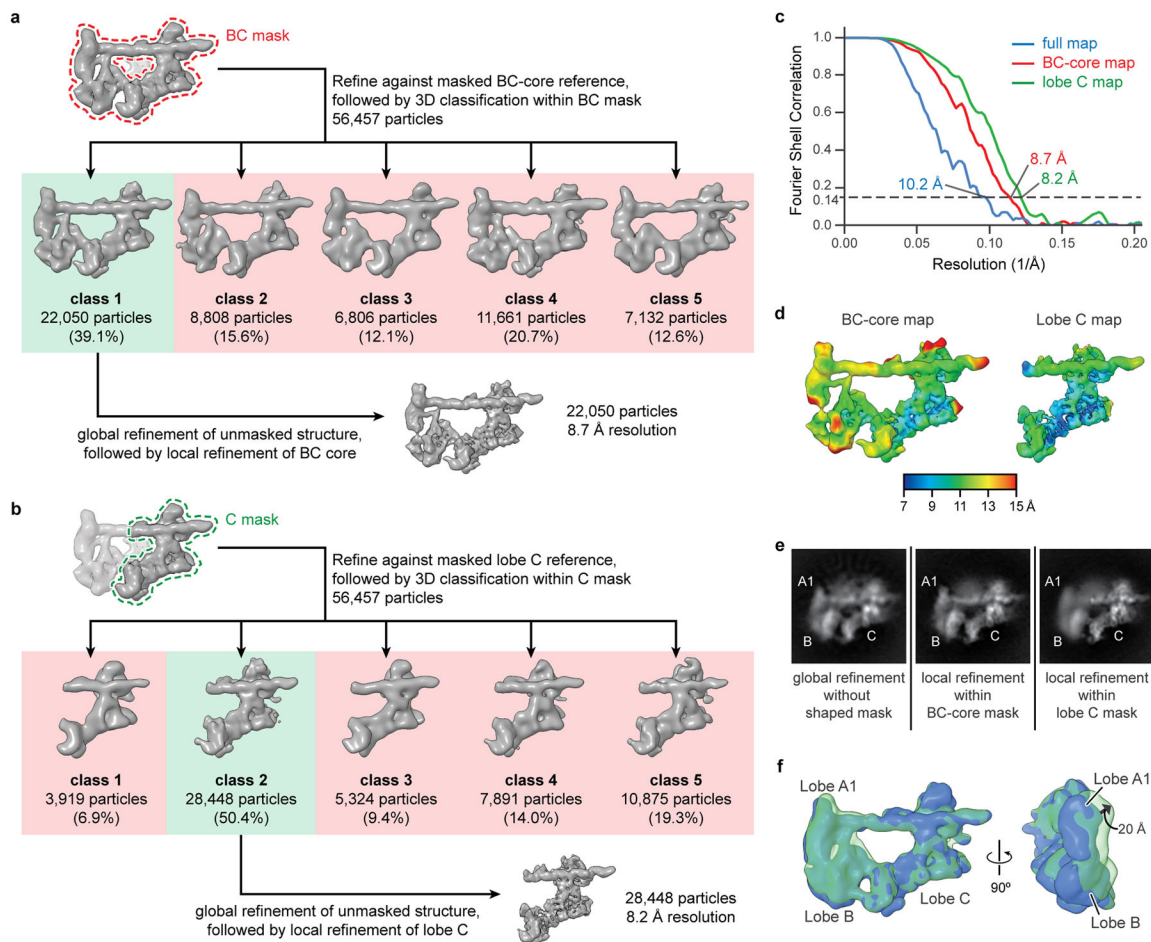 a
BC mask
Refine against masked BC-core reference,
followed by 3D classification within BC mask
56,457 particles
class 1
22,050 particles
(39.1%)
class 2
8,808 particles
(15.6%)
class 3
6,806 particles
(12.1%)
class 4
11,661 particles
(20.7%)
class 5
7,132 particles
(12.6%)
global refinement of unmasked structure,
followed by local refinement of BC core
22,050 particles
8.7 Å resolution
b
C mask
Refine against masked lobe C reference,
followed by 3D classification within C mask
56,457 particles
class 1
3,919 particles
(6.9%)
class 2
28,448 particles
(50.4%)
class 3
5,324 particles
(9.4%)
class 4
7,891 particles
(14.0%)
class 5
10,875 particles
(19.3%)
global refinement of unmasked structure,
followed by local refinement of lobe C
28,448 particles
8.2 Å resolution
c
Fourier Shell Correlation
1.0
0.8
0.6
0.4
0.2
0.14
0.0
full map
BC-core map
lobe C map
10.2 Å
8.7 Å
8.2 Å
0.00
0.05
0.10
0.15
0.20
Resolution (1/Å)
d
BC-core map
Lobe C map
7
9
11
13
15 Å
e
A1
B
C
A1
B
C
A1
B
C
global refinement
without
shaped mask
local refinement
within
BC-core mask
local refinement
within
lobe C mask
f
Lobe A1
Lobe B
Lobe C
90º
Lobe A1
20 Å
Lobe B